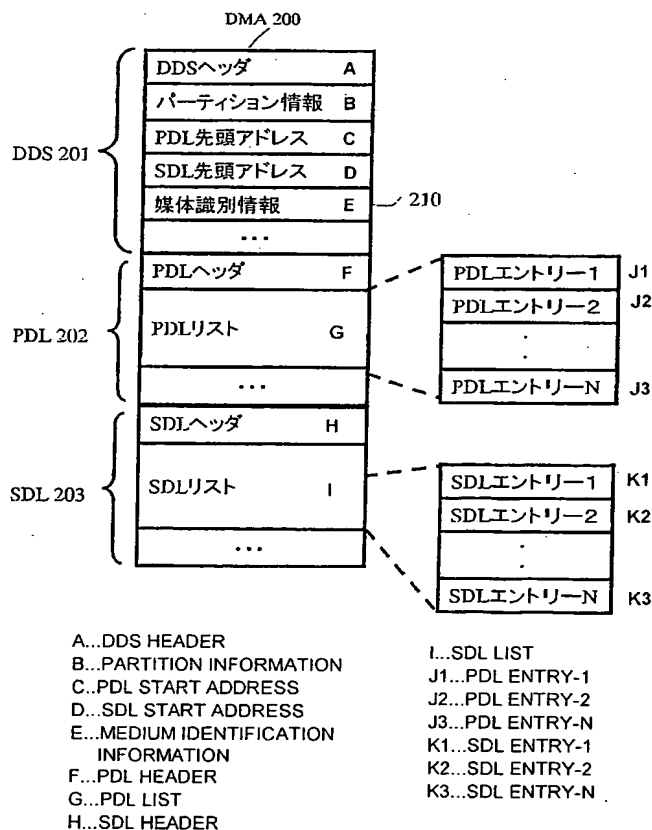 DMA 200
DDS 201
DDSヘッダ A
パーティション情報 B
PDL先頭アドレス C
SDL先頭アドレス D
媒体識別情報 E
210
...
PDL 202
PDLヘッダ F
PDLリスト G
...
PDLエントリー1 J1
PDLエントリー2 J2
PDLエントリーN J3
SDL 203
SDLヘッダ H
SDLリスト I
...
SDLエントリー1 K1
SDLエントリー2 K2
SDLエントリーN K3
A...DDS HEADER
B...PARTITION INFORMATION
C...PDL START ADDRESS
D...SDL START ADDRESS
E...MEDIUM IDENTIFICATION
INFORMATION
F...PDL HEADER
G...PDL LIST
H...SDL HEADER
I...SDL LIST
J1...PDL ENTRY-1
J2...PDL ENTRY-2
J3...PDL ENTRY-N
K1...SDL ENTRY-1
K2...SDL ENTRY-2
K3...SDL ENTRY-N